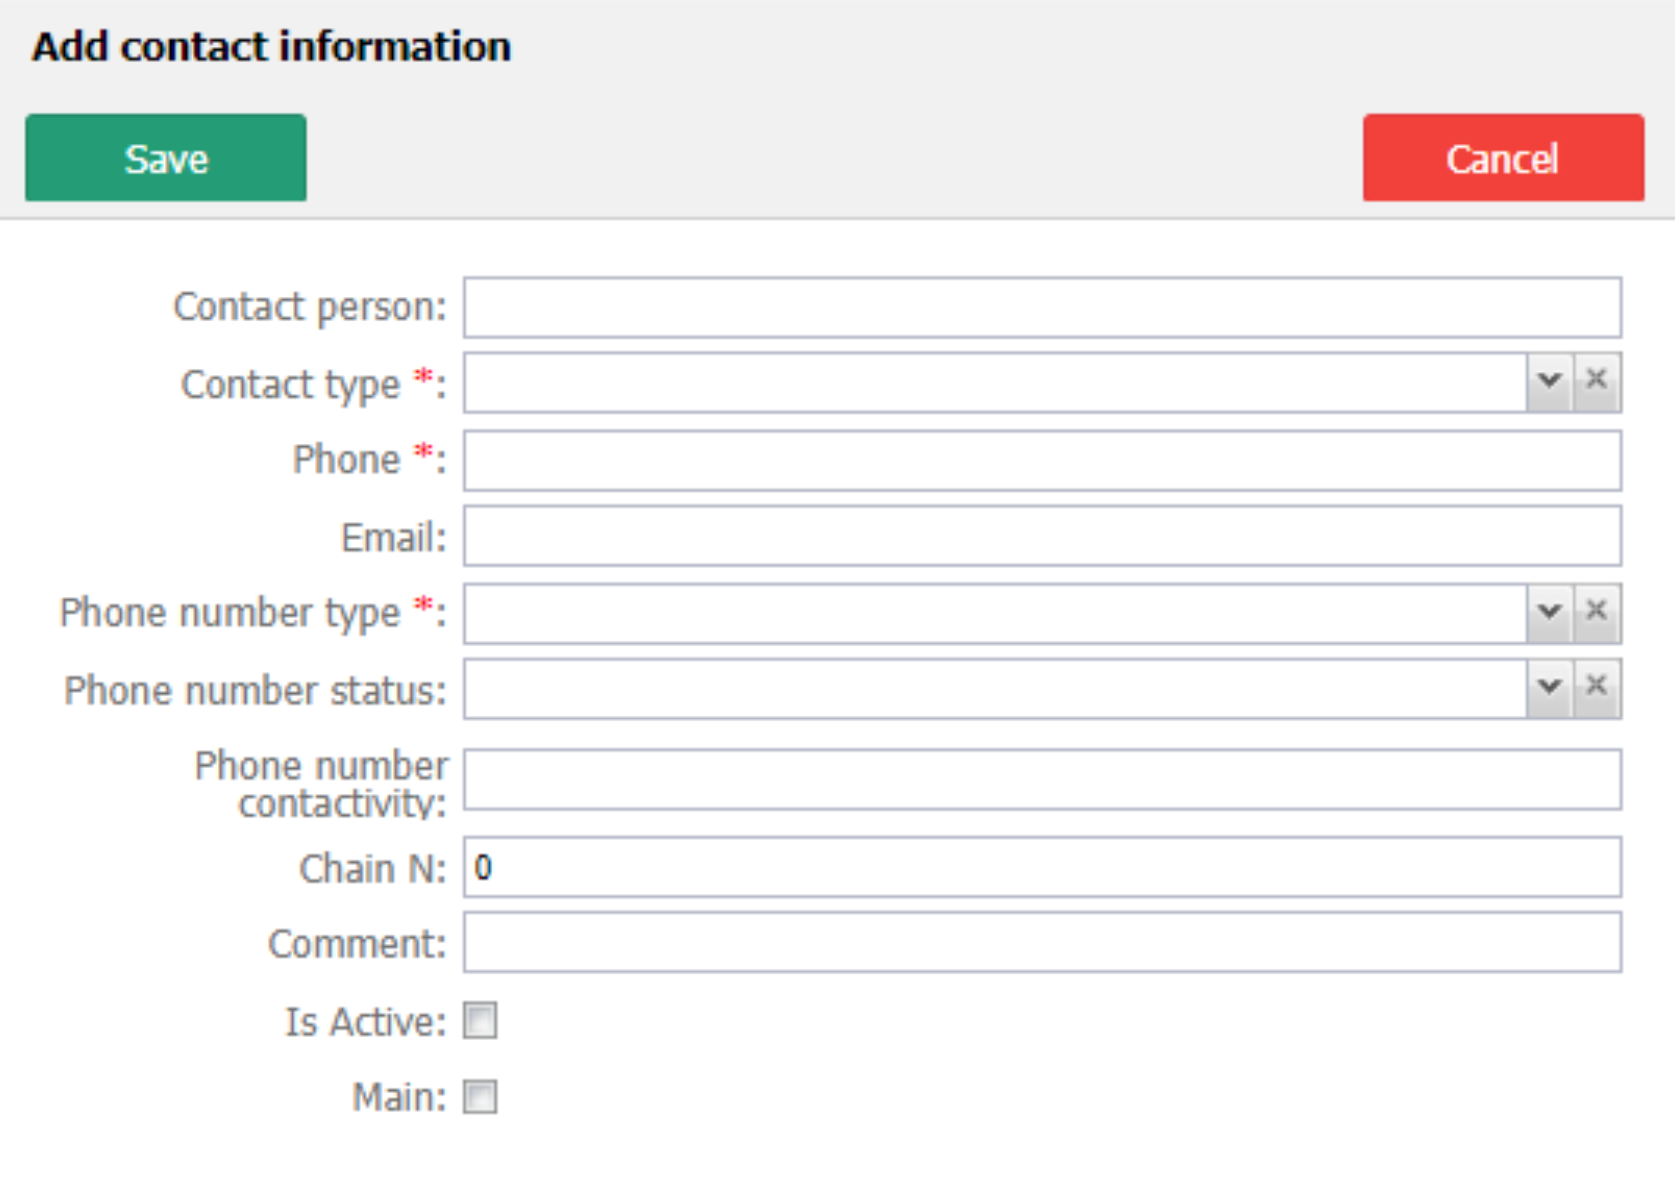 Add contact information
Save
Cancel
Contact person:
Contact type *:
Phone *:
Email:
Phone number type *:
Phone number status:
Phone number
contactivity:
Chain N: 0
Comment:
Is Active:
Main: